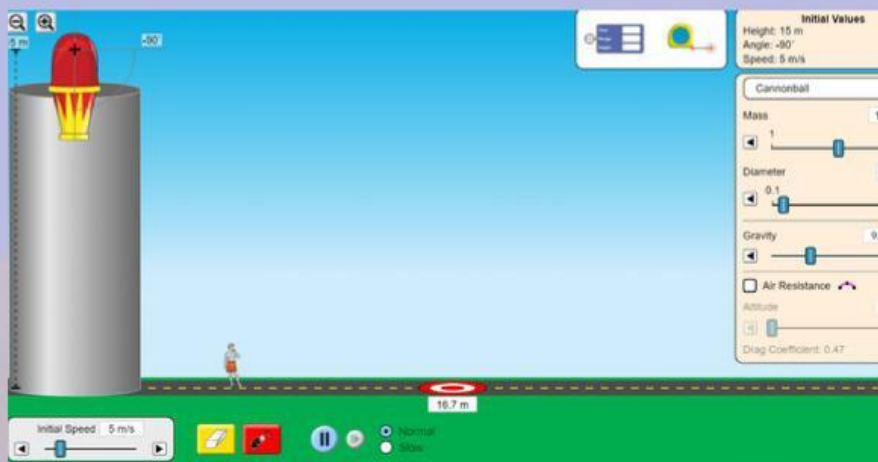 5 m
-90°
Initial Values
Height: 15 m
Angle: -90°
Speed: 5 m/s
Cannonball
Mass
1
Diameter
0.1
Gravity
9
Air Resistance
Altitude
Drag Coefficient: 0.47
16.7 m
Initial Speed 5 m/s
Normal
Slow